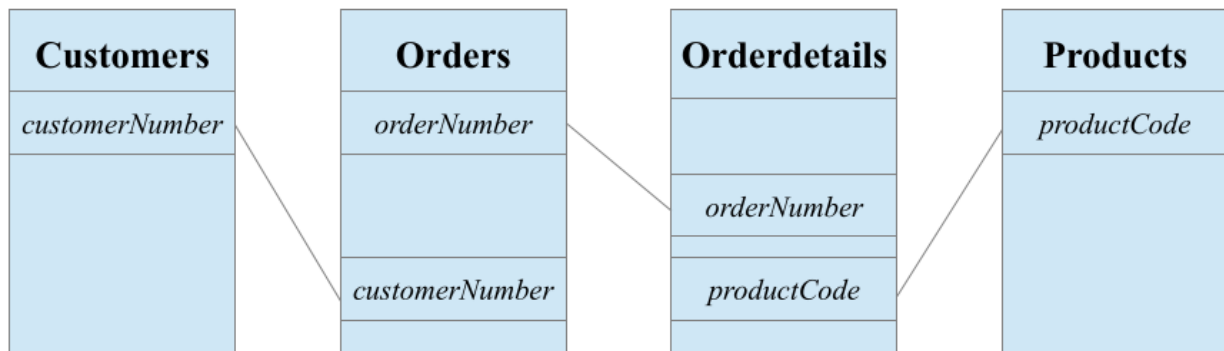 Customers
customerNumber
Orders
orderNumber
customerNumber
Orderdetails
orderNumber
productCode
Products
productCode